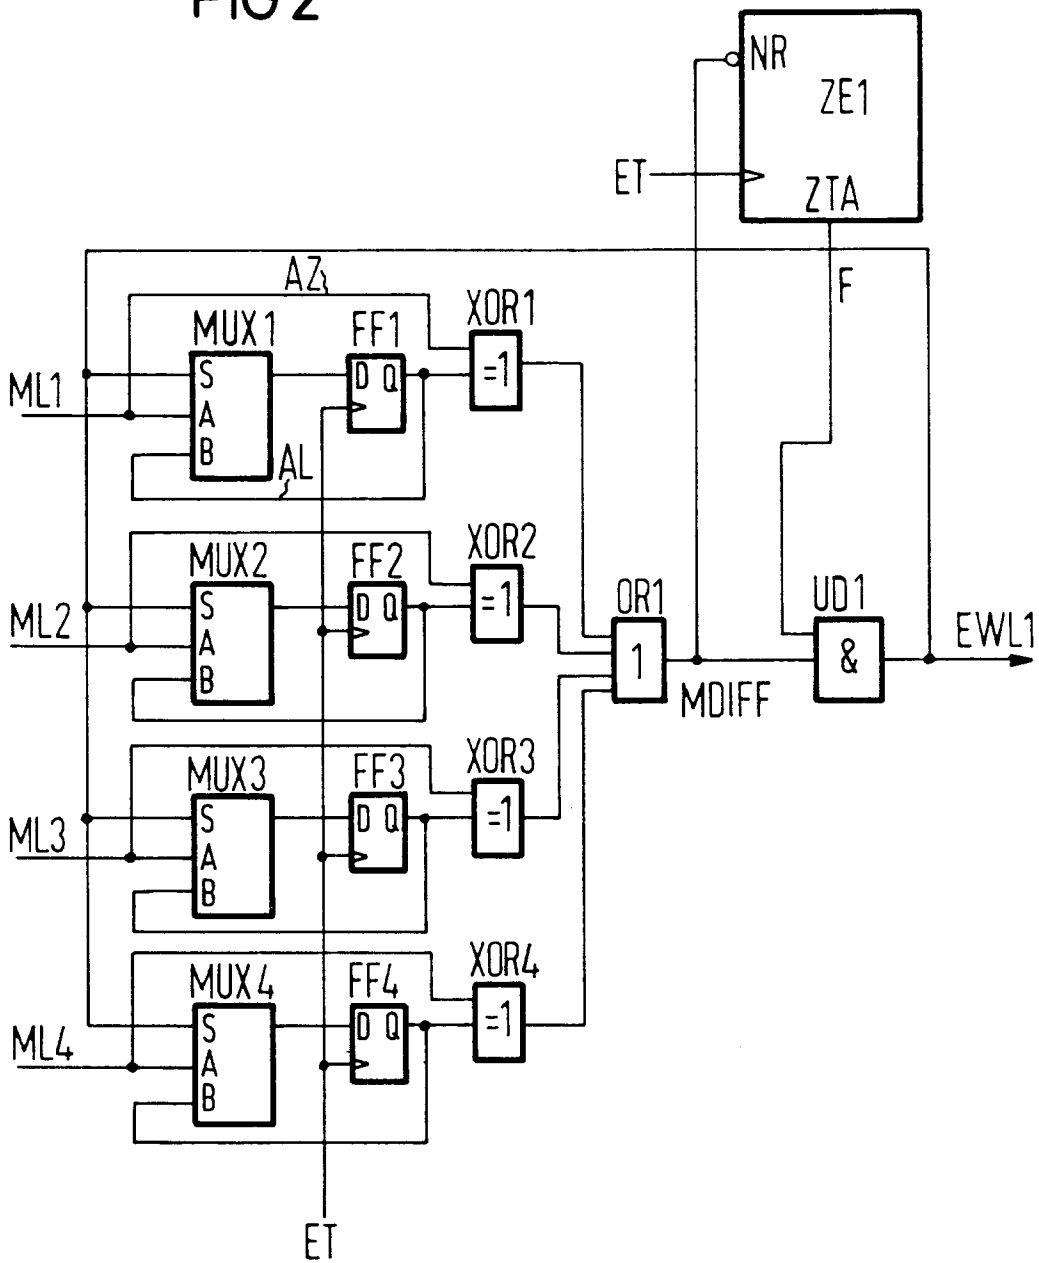 FIG 2
NR
ZE1
ET
ZTA
F
AZ
XOR1
MUX1
FF1
=1
ML1
S
D Q
A
B
AL
XOR2
MUX2
FF2
=1
ML2
S
D Q
A
B
OR1
1
UD1
&
EWL1
MDIFF
XOR3
MUX3
FF3
=1
ML3
S
D Q
A
B
XOR4
MUX4
FF4
=1
ML4
S
D Q
A
B
ET